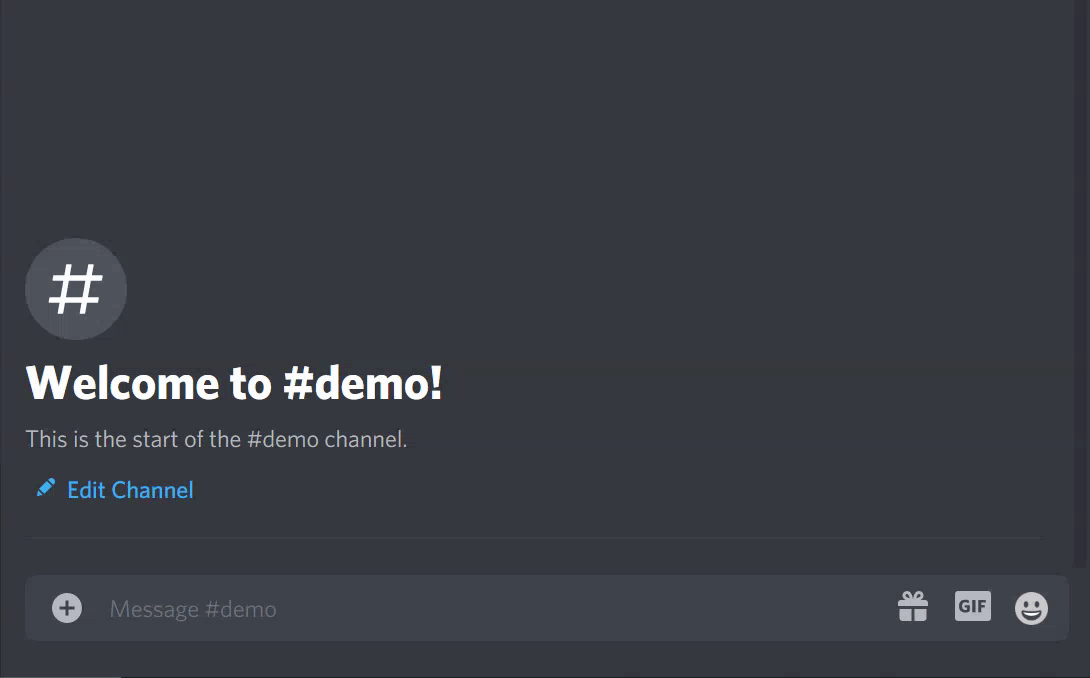 #
Welcome to #demo!
This is the start of the #demo channel.
Edit Channel
Message #demo
GIF